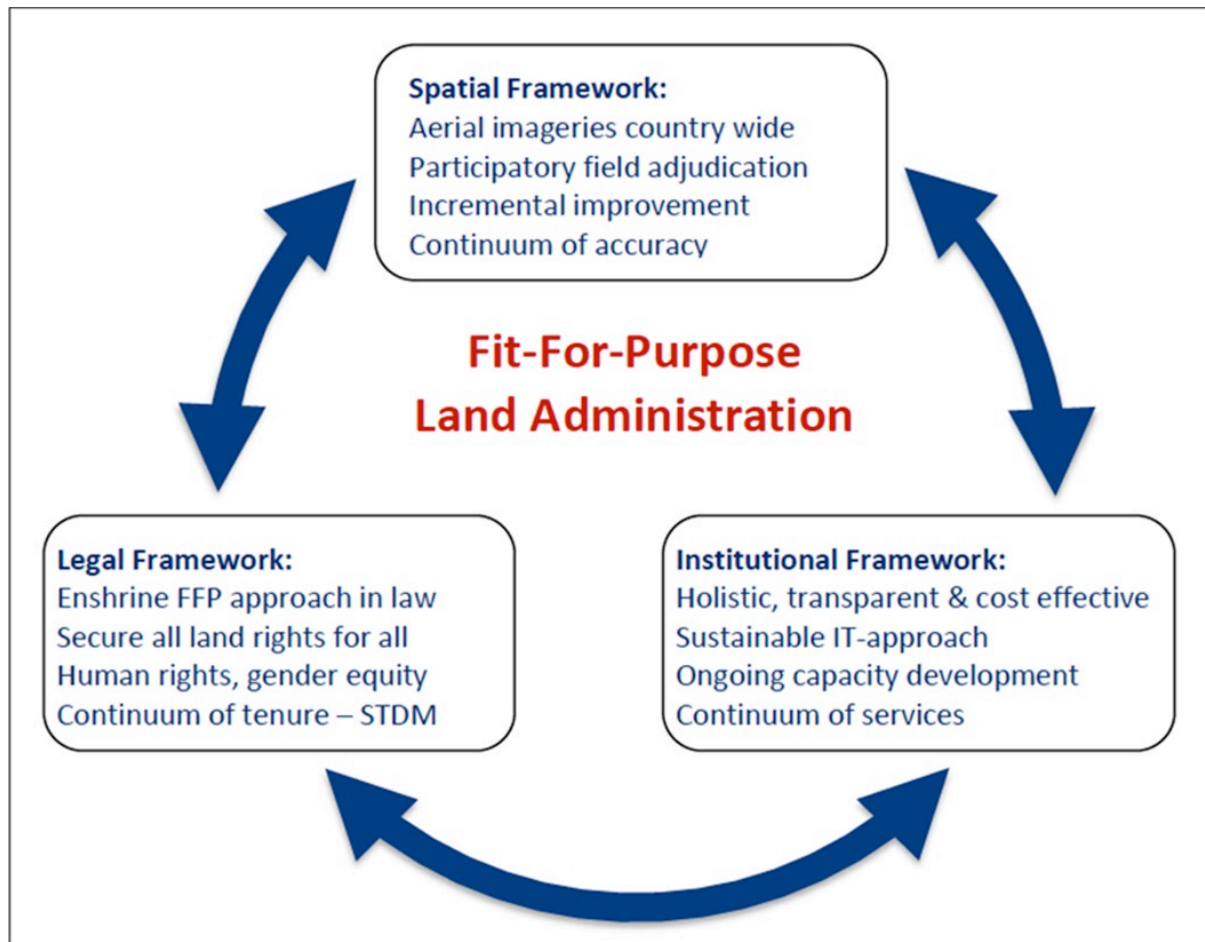 Spatial Framework:
Aerial imageries country wide
Participatory field adjudication
Incremental improvement
Continuum of accuracy
Fit-For-Purpose
Land Administration
Legal Framework:
Enshrine FFP approach in law
Secure all land rights for all
Human rights, gender equity
Continuum of tenure – STDM
Institutional Framework:
Holistic, transparent & cost effective
Sustainable IT-approach
Ongoing capacity development
Continuum of services